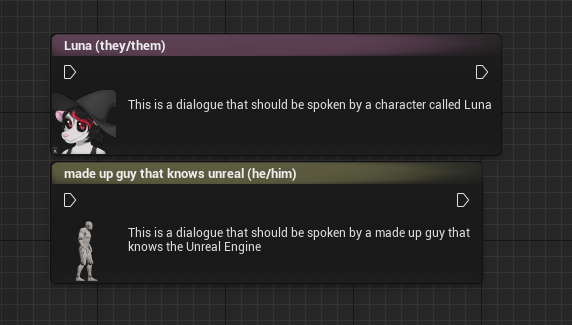 Luna (they/them)
This is a dialogue that should be spoken by a character called Luna
made up guy that knows unreal (he/him)
This is a dialogue that should be spoken by a made up guy that
knows the Unreal Engine